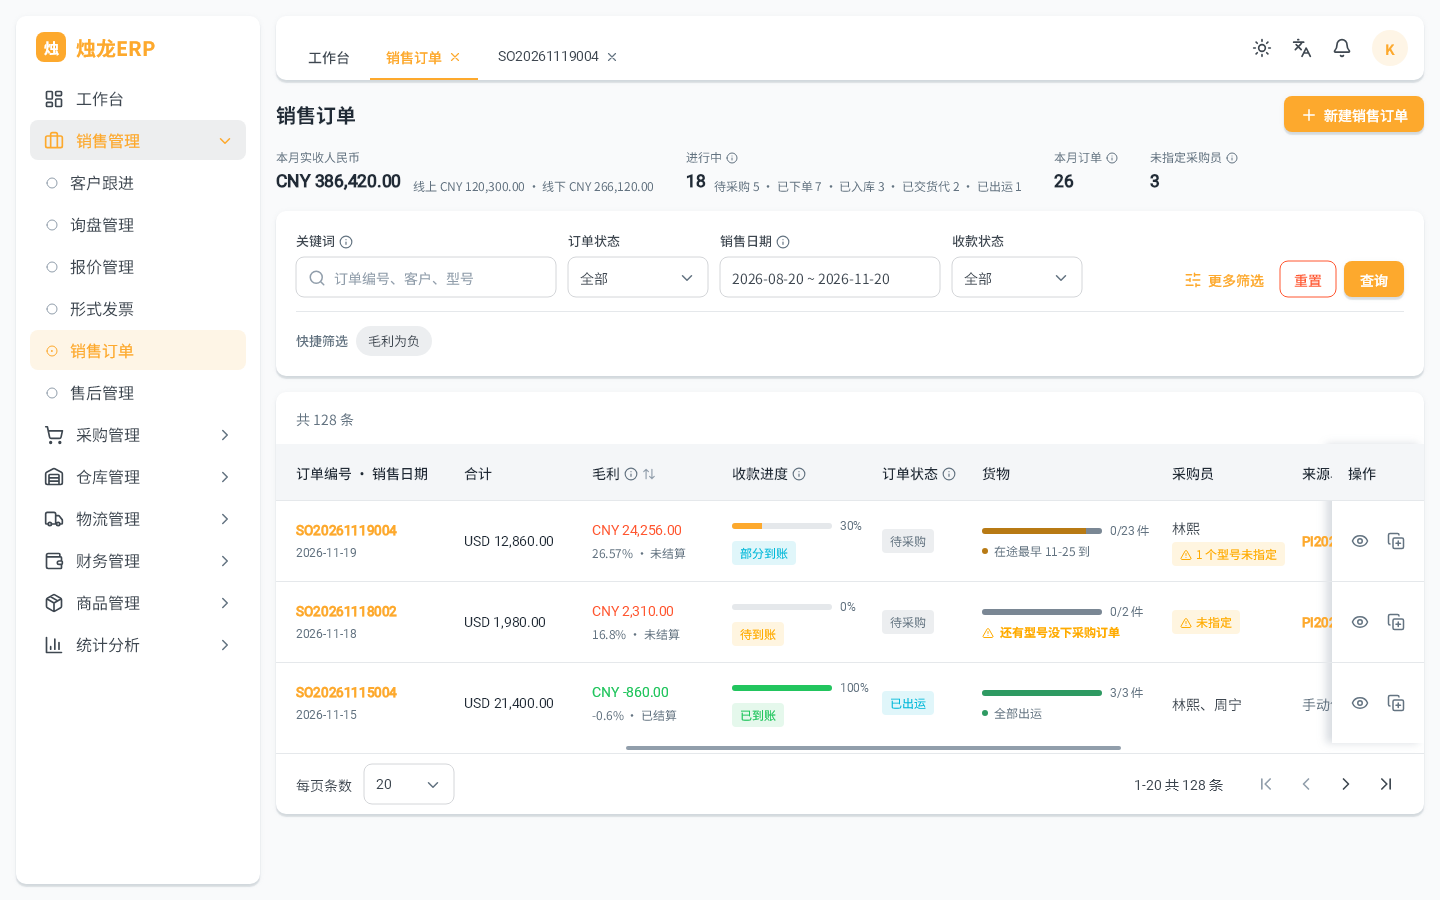 烛 烛龙ERP
工作台
销售管理
客户跟进
询盘管理
报价管理
形式发票
销售订单
售后管理
采购管理
仓库管理
物流管理
财务管理
商品管理
统计分析
工作台 销售订单 SO20261119004
K
销售订单
新建销售订单
本月实收人民币
CNY 386,420.00 线上 CNY 120,300.00 · 线下 CNY 266,120.00
进行中
18 待采购 5 · 已下单 7 · 已入库 3 · 已交货代 2 · 已出运 1
本月订单
26
未指定采购员
3
关键词 订单状态 销售日期 收款状态
订单编号、客户、型号 全部 2026-08-20 ~ 2026-11-20 全部
更多筛选 重置 查询
快捷筛选 毛利为负
共 128 条
订单编号 · 销售日期 合计 毛利 收款进度 订单状态 货物 采购员 来源 操作
SO20261119004
2026-11-19
USD 12,860.00
CNY 24,256.00
26.57% · 未结算
30%
部分到账
待采购
0/23 件
在途最早 11-25 到
林熙
1 个型号未指定
PI202
SO20261118002
2026-11-18
USD 1,980.00
CNY 2,310.00
16.8% · 未结算
0%
待到账
待采购
0/2 件
还有型号没下采购订单
未指定
PI202
SO20261115004
2026-11-15
USD 21,400.00
CNY -860.00
-0.6% · 已结算
100%
已到账
已出运
3/3 件
全部出运
林熙、周宁
手动
每页条数 20
1-20 共 128 条